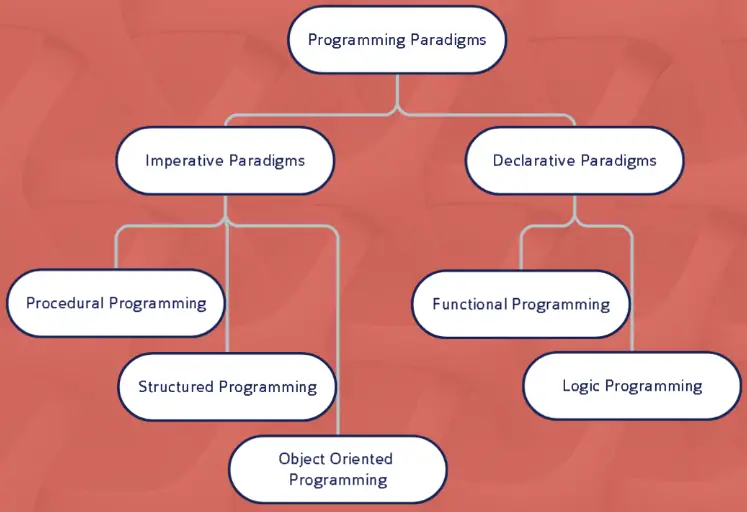 Programming Paradigms
Imperative Paradigms
Declarative Paradigms
Procedural Programming
Functional Programming
Structured Programming
Logic Programming
Object Oriented
Programming